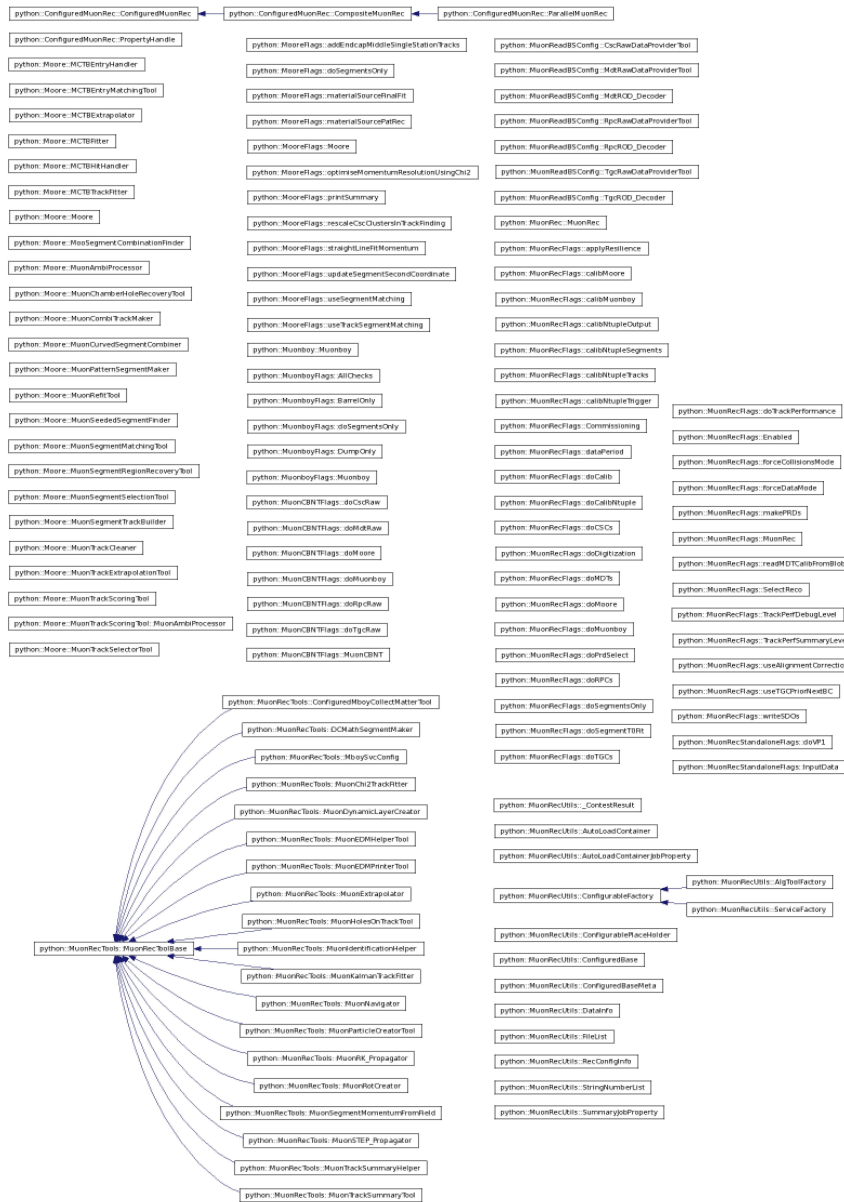 python::ConfiguredMuonRec::ConfiguredMuonRec
python::ConfiguredMuonRec::CompositeMuonRec
python::ConfiguredMuonRec::ParallelMuonRec
python::ConfiguredMuonRec::PropertyHandle
python::Moore::MCTBEntryHandler
python::Moore::MCTBEntryMatchingTool
python::Moore::MCTBExtrapolator
python::Moore::MCTBFitter
python::Moore::MCTBHitHandler
python::Moore::MCTBTrackFitter
python::Moore::Moore
python::Moore::MooSegmentCombinationFinder
python::Moore::MuonAmbiProcessor
python::Moore::MuonChamberHoleRecoveryTool
python::Moore::MuonCombiTrackMaker
python::Moore::MuonCurvedSegmentCombiner
python::Moore::MuonPatternSegmentMaker
python::Moore::MuonRefitTool
python::Moore::MuonSeededSegmentFinder
python::Moore::MuonSegmentMatchingTool
python::Moore::MuonSegmentRegionRecoveryTool
python::Moore::MuonSegmentSelectionTool
python::Moore::MuonSegmentTrackBuilder
python::Moore::MuonTrackCleaner
python::Moore::MuonTrackExtrapolationTool
python::Moore::MuonTrackScoringTool
python::Moore::MuonTrackScoringTool::MuonAmbiProcessor
python::Moore::MuonTrackSelectorTool
python::MooreFlags::addEndcapMiddleSingleStationTracks
python::MooreFlags::doSegmentsOnly
python::MooreFlags::materialSourceFinalFit
python::MooreFlags::materialSourcePatRec
python::MooreFlags::Moore
python::MooreFlags::optimiseMomentumResolutionUsingChi2
python::MooreFlags::printSummary
python::MooreFlags::rescaleCscClustersInTrackFinding
python::MooreFlags::straightLineFitMomentum
python::MooreFlags::updateSegmentSecondCoordinate
python::MooreFlags::useSegmentMatching
python::MooreFlags::useTrackSegmentMatching
python::Muonboy::Muonboy
python::MuonboyFlags::AllChecks
python::MuonboyFlags::BarrelOnly
python::MuonboyFlags::doSegmentsOnly
python::MuonboyFlags::DumpOnly
python::MuonboyFlags::Muonboy
python::MuonCBNTFlags::doCscRaw
python::MuonCBNTFlags::doMdtRaw
python::MuonCBNTFlags::doMoore
python::MuonCBNTFlags::doMuonboy
python::MuonCBNTFlags::doRpcRaw
python::MuonCBNTFlags::doTgcRaw
python::MuonCBNTFlags::MuonCBNT
python::MuonReadBSConfig::CscRawDataProviderTool
python::MuonReadBSConfig::MdtRawDataProviderTool
python::MuonReadBSConfig::MdtROD_Decoder
python::MuonReadBSConfig::RpcRawDataProviderTool
python::MuonReadBSConfig::RpcROD_Decoder
python::MuonReadBSConfig::TgcRawDataProviderTool
python::MuonReadBSConfig::TgcROD_Decoder
python::MuonRec::MuonRec
python::MuonRecFlags::applyResilience
python::MuonRecFlags::calibMoore
python::MuonRecFlags::calibMuonboy
python::MuonRecFlags::calibNtupleOutput
python::MuonRecFlags::calibNtupleSegments
python::MuonRecFlags::calibNtupleTracks
python::MuonRecFlags::calibNtupleTrigger
python::MuonRecFlags::Commissioning
python::MuonRecFlags::dataPeriod
python::MuonRecFlags::doCalib
python::MuonRecFlags::doCalibNtuple
python::MuonRecFlags::doCSCs
python::MuonRecFlags::doDigitization
python::MuonRecFlags::doMDTs
python::MuonRecFlags::doMoore
python::MuonRecFlags::doMuonboy
python::MuonRecFlags::doPrdSelect
python::MuonRecFlags::doRPCs
python::MuonRecFlags::doSegmentsOnly
python::MuonRecFlags::doSegmentT0Fit
python::MuonRecFlags::doTGCs
python::MuonRecFlags::doTrackPerformance
python::MuonRecFlags::Enabled
python::MuonRecFlags::forceCollisionsMode
python::MuonRecFlags::forceDataMode
python::MuonRecFlags::makePRDs
python::MuonRecFlags::MuonRec
python::MuonRecFlags::readMDTCalibFromBlob
python::MuonRecFlags::SelectReco
python::MuonRecFlags::TrackPerfDebugLevel
python::MuonRecFlags::TrackPerfSummaryLeve
python::MuonRecFlags::useAlignmentCorrectio
python::MuonRecFlags::useTGCPriorNextBC
python::MuonRecFlags::writeSDOs
python::MuonRecStandaloneFlags::doVP1
python::MuonRecStandaloneFlags::InputData
python::MuonRecTools::MuonRecToolBase
python::MuonRecTools::ConfiguredMboyCollectMatterTool
python::MuonRecTools::DCMathSegmentMaker
python::MuonRecTools::MboySvcConfig
python::MuonRecTools::MuonChi2TrackFitter
python::MuonRecTools::MuonDynamicLayerCreator
python::MuonRecTools::MuonEDMHelperTool
python::MuonRecTools::MuonEDMPrinterTool
python::MuonRecTools::MuonExtrapolator
python::MuonRecTools::MuonHolesOnTrackTool
python::MuonRecTools::MuonIdentificationHelper
python::MuonRecTools::MuonKalmanTrackFitter
python::MuonRecTools::MuonNavigator
python::MuonRecTools::MuonParticleCreatorTool
python::MuonRecTools::MuonRK_Propagator
python::MuonRecTools::MuonRotCreator
python::MuonRecTools::MuonSegmentMomentumFromField
python::MuonRecTools::MuonSTEP_Propagator
python::MuonRecTools::MuonTrackSummaryHelper
python::MuonRecTools::MuonTrackSummaryTool
python::MuonRecUtils::_ContestResult
python::MuonRecUtils::AutoLoadContainer
python::MuonRecUtils::AutoLoadContainerJobProperty
python::MuonRecUtils::ConfigurableFactory
python::MuonRecUtils::AlgToolFactory
python::MuonRecUtils::ServiceFactory
python::MuonRecUtils::ConfigurablePlaceHolder
python::MuonRecUtils::ConfiguredBase
python::MuonRecUtils::ConfiguredBaseMeta
python::MuonRecUtils::DataInfo
python::MuonRecUtils::FileList
python::MuonRecUtils::RecConfigInfo
python::MuonRecUtils::StringNumberList
python::MuonRecUtils::SummaryJobProperty